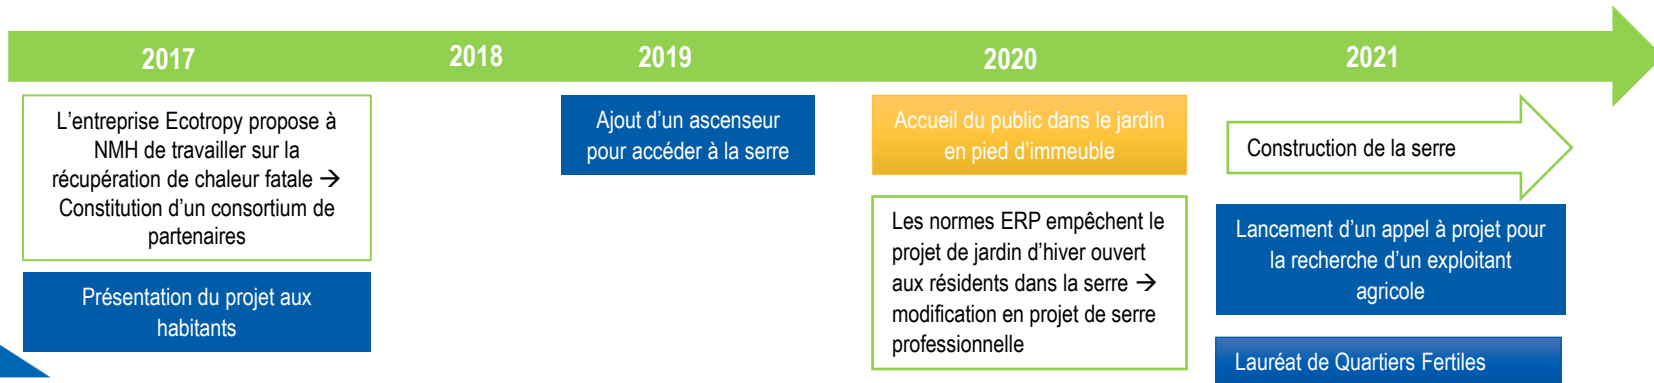 2017
2018
2019
2020
2021
L'entreprise Ecotropy propose à
NMH de travailler sur la
récupération de chaleur fatale →
Constitution d'un consortium de
partenaires
Présentation du projet aux
habitants
Ajout d'un ascenseur
pour accéder à la serre
Accueil du public dans le jardin
en pied d'immeuble
Les normes ERP empêchent le
projet de jardin d'hiver ouvert
aux résidents dans la serre →
modification en projet de serre
professionnelle
Construction de la serre
Lancement d'un appel à projet pour
la recherche d'un exploitant
agricole
Lauréat de Quartiers Fertiles